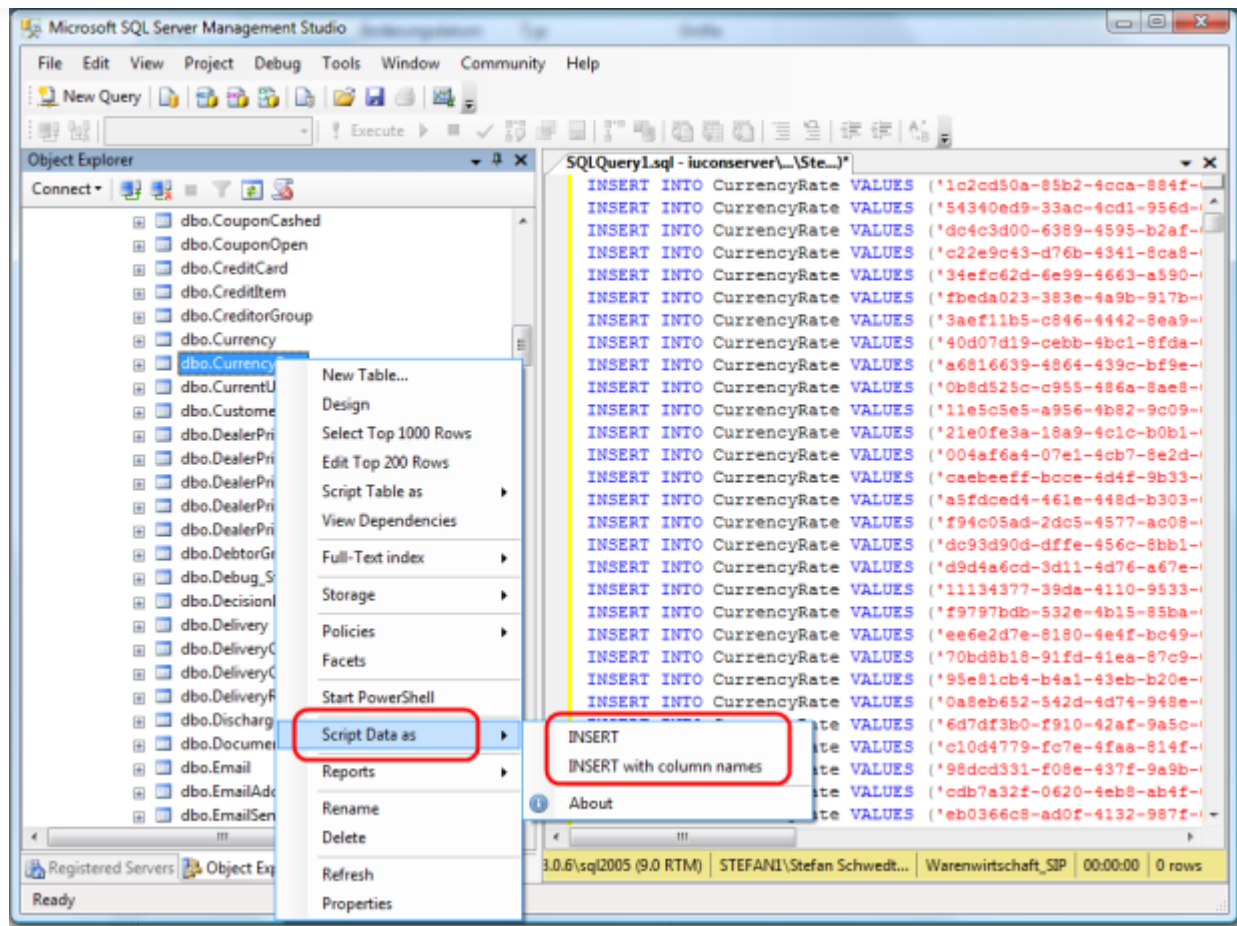 Microsoft SQL Server Management Studio
File Edit View Project Debug Tools Window Community Help
New Query
Execute
Object Explorer
SQLQuery1.sql - iuconserver\...\Ste...)*
Connect
dbo.CouponCashed
dbo.CouponOpen
dbo.CreditCard
dbo.CreditItem
dbo.CreditorGroup
dbo.Currency
dbo.Currency
dbo.CurrentU
dbo.Custome
dbo.DealerPri
dbo.DealerPri
dbo.DealerPri
dbo.DealerPri
dbo.DealerPri
dbo.DebtorGr
dbo.Debug_S
dbo.Decision
dbo.Delivery
dbo.DeliveryC
dbo.DeliveryC
dbo.DeliveryR
dbo.Discharg
dbo.Documen
dbo.Email
dbo.EmailAdd
dbo.EmailSen
New Table...
Design
Select Top 1000 Rows
Edit Top 200 Rows
Script Table as
View Dependencies
Full-Text index
Storage
Policies
Facets
Start PowerShell
Script Data as
Reports
Rename
Delete
Refresh
Properties
INSERT
INSERT with column names
About
INSERT INTO CurrencyRate VALUES ('1c2cd50a-85b2-4cca-884f-
INSERT INTO CurrencyRate VALUES ('54340ed9-33ac-4cd1-956d-
INSERT INTO CurrencyRate VALUES ('dc4c3d00-6389-4595-b2af-
INSERT INTO CurrencyRate VALUES ('c22e9c43-d76b-4341-8ca8-
INSERT INTO CurrencyRate VALUES ('34efc62d-6e99-4663-a590-
INSERT INTO CurrencyRate VALUES ('fbeda023-383e-4a9b-917b-
INSERT INTO CurrencyRate VALUES ('3aef11b5-c846-4442-8ea9-
INSERT INTO CurrencyRate VALUES ('40d07d19-cebb-4bc1-8fda-
INSERT INTO CurrencyRate VALUES ('a6816639-4864-439c-bf9e-
INSERT INTO CurrencyRate VALUES ('0b8d525c-c955-486a-8ae8-
INSERT INTO CurrencyRate VALUES ('11e5c5e5-a956-4b82-9c09-
INSERT INTO CurrencyRate VALUES ('21e0fe3a-18a9-4c1c-b0b1-
INSERT INTO CurrencyRate VALUES ('004af6a4-07e1-4cb7-8e2d-
INSERT INTO CurrencyRate VALUES ('caebeeff-bcce-4d4f-9b33-
INSERT INTO CurrencyRate VALUES ('a5fdced4-461e-448d-b303-
INSERT INTO CurrencyRate VALUES ('f94c05ad-2dc5-4577-ac08-
INSERT INTO CurrencyRate VALUES ('dc93d90d-dffe-456c-8bb1-
INSERT INTO CurrencyRate VALUES ('d9d4a6cd-3d11-4d76-a67e-
INSERT INTO CurrencyRate VALUES ('11134377-39da-4110-9533-
INSERT INTO CurrencyRate VALUES ('f9797bdb-532e-4b15-85ba-
INSERT INTO CurrencyRate VALUES ('ee6e2d7e-8180-4e4f-bc49-
INSERT INTO CurrencyRate VALUES ('70bd8b18-91fd-41ea-87c9-
INSERT INTO CurrencyRate VALUES ('95e81cb4-b4a1-43eb-b20e-
INSERT INTO CurrencyRate VALUES ('0a8eb652-542d-4d74-948e-
VALUES ('6d7df3b0-f910-42af-9a5c-
VALUES ('c10d4779-fc7e-4faa-814f-
te VALUES ('98dcd331-f08e-437f-9a9b-
te VALUES ('cdb7a32f-0620-4eb8-ab4f-
te VALUES ('eb0366c8-ad0f-4132-987f-
Registered Servers Object Exp
3.0.6\sql2005 (9.0 RTM) STEFAN1\Stefan Schwedt... Warenwirtschaft_SIP 00:00:00 0 rows
Ready